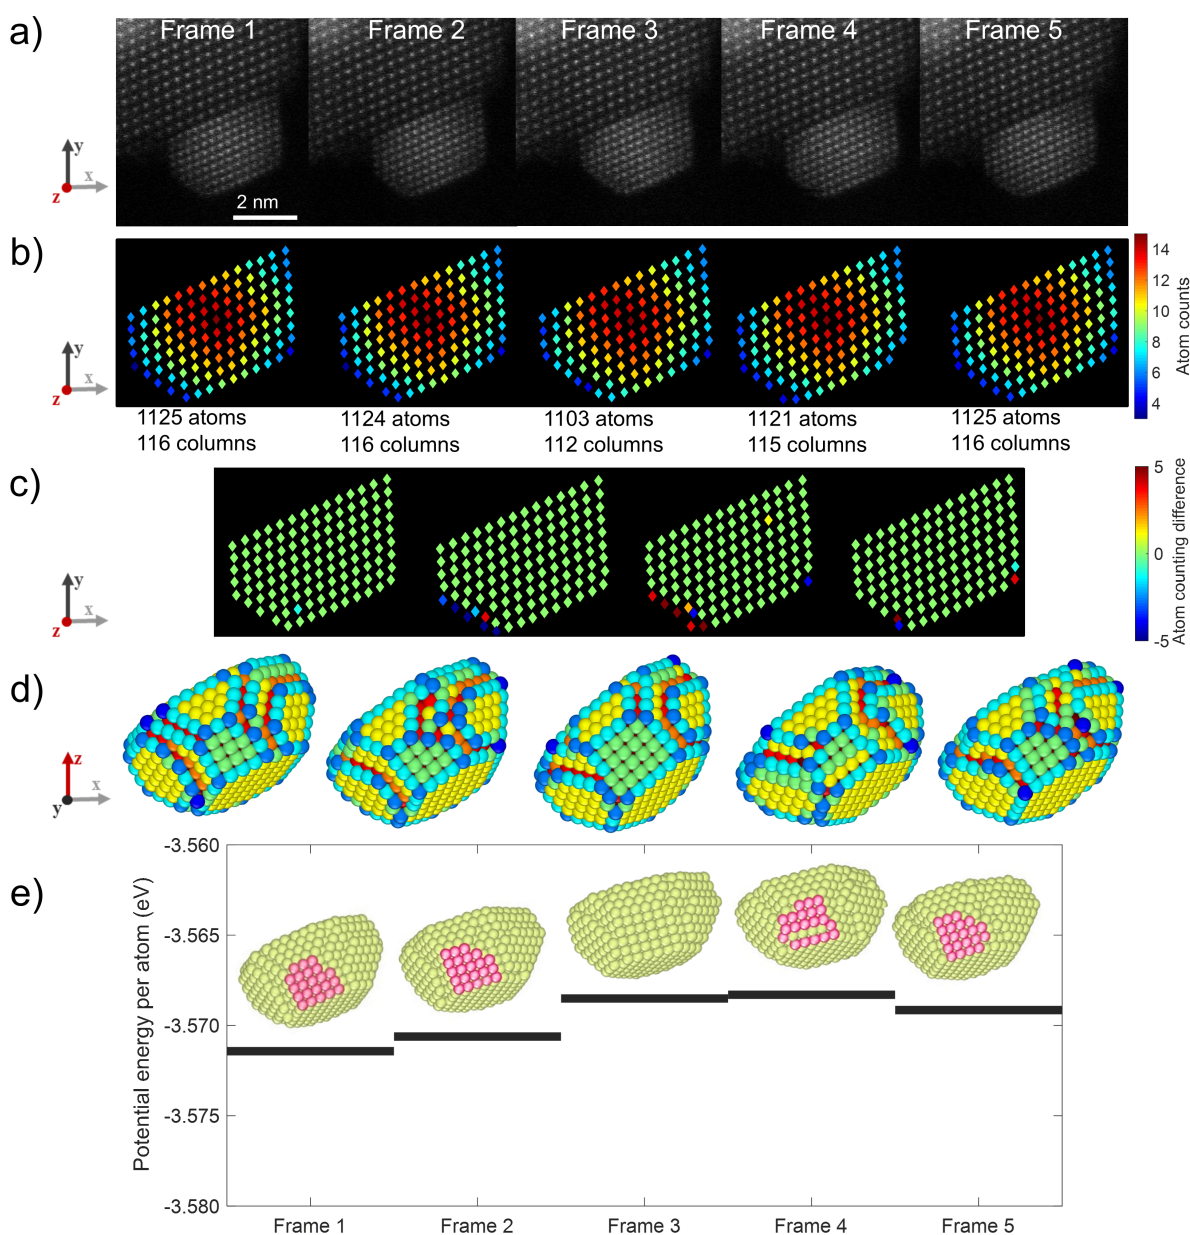 a)
Frame 1 Frame 2 Frame 3 Frame 4 Frame 5
y
x
z
2 nm
b)
y
x
z
14
12
10
8
6
4
Atom counts
1125 atoms 1124 atoms 1103 atoms 1121 atoms 1125 atoms
116 columns 116 columns 112 columns 115 columns 116 columns
c)
y
x
z
5
0
-5
Atom counting difference
d)
z
x
y
e)
Potential energy per atom (eV)
-3.560
-3.565
-3.570
-3.575
-3.580
Frame 1 Frame 2 Frame 3 Frame 4 Frame 5